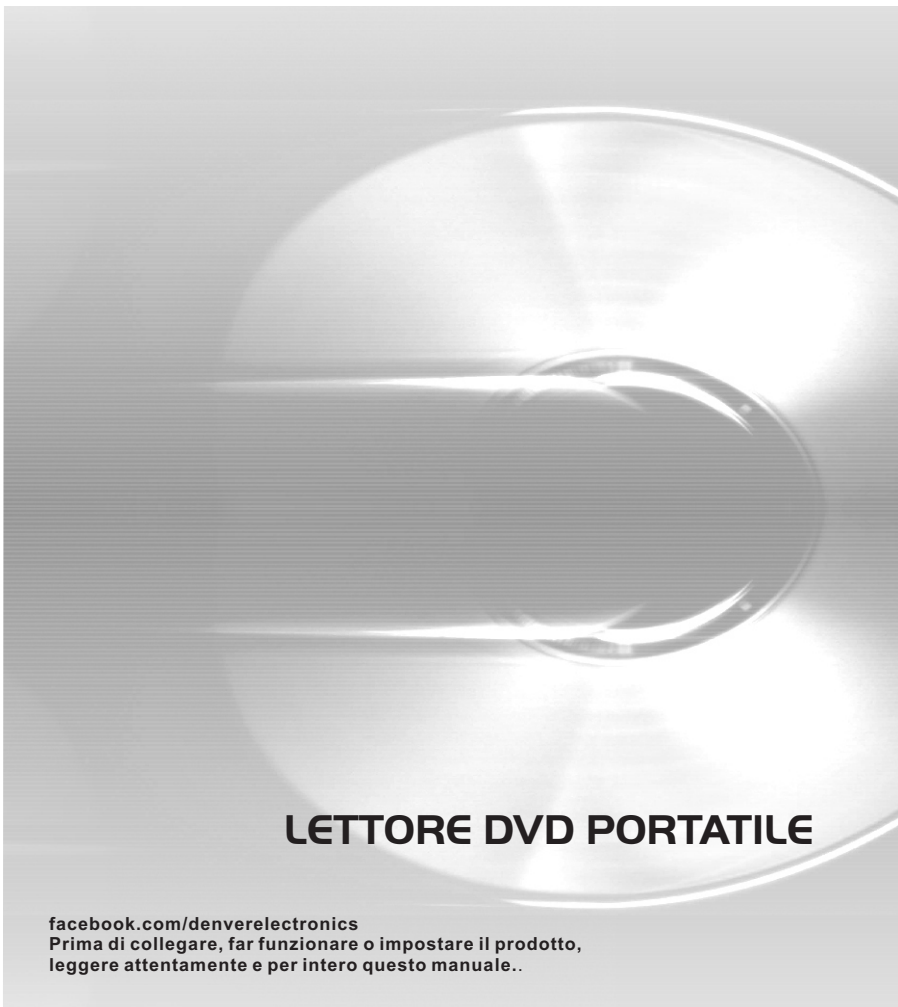 LETTORE DVD PORTATILE
facebook.com/denverelectronics
Prima di collegare, far funzionare o impostare il prodotto,
leggere attentamente e per intero questo manuale..